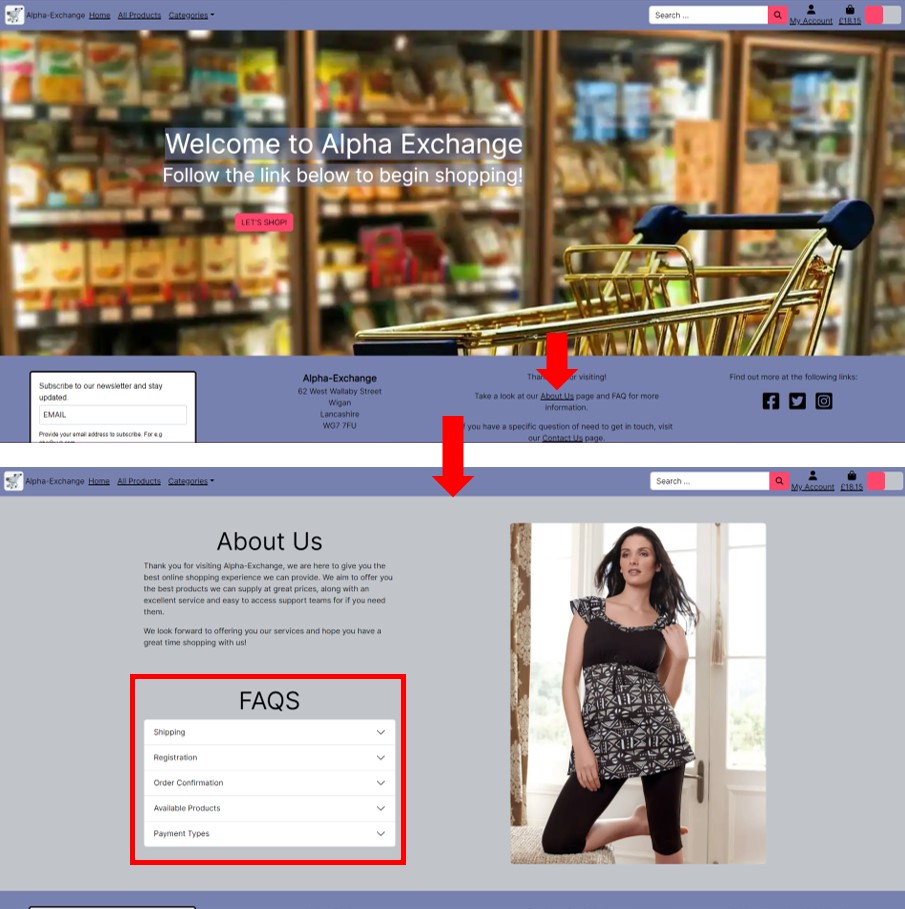 Alpha-Exchange Home All Products Categories Search ... My Account £18.15
Welcome to Alpha Exchange
Follow the link below to begin shopping!
LET'S SHOP!
Subscribe to our newsletter and stay
updated
EMAIL
Provide your email address to subscribe. For e.g
Alpha-Exchange
62 West Wallaby Street
Wigan
Lancashire
WG7 7FU
visiting!
Take a look at our About Us page and FAQ for more
information.
you have a specific question of need to get in touch, visit
our Contact Us page.
Find out more at the following links:
Alpha-Exchange Home All Products Categories Search ... My Account £18.15
About Us
Thank you for visiting Alpha-Exchange, we are here to give you the
best online shopping experience we can provide. We aim to offer you
the best products we can supply at great prices, along with an
excellent service and easy to access support teams for if you need
them.
We look forward to offering you our services and hope you have a
great time shopping with us!
FAQS
Shipping
Registration
Order Confirmation
Available Products
Payment Types